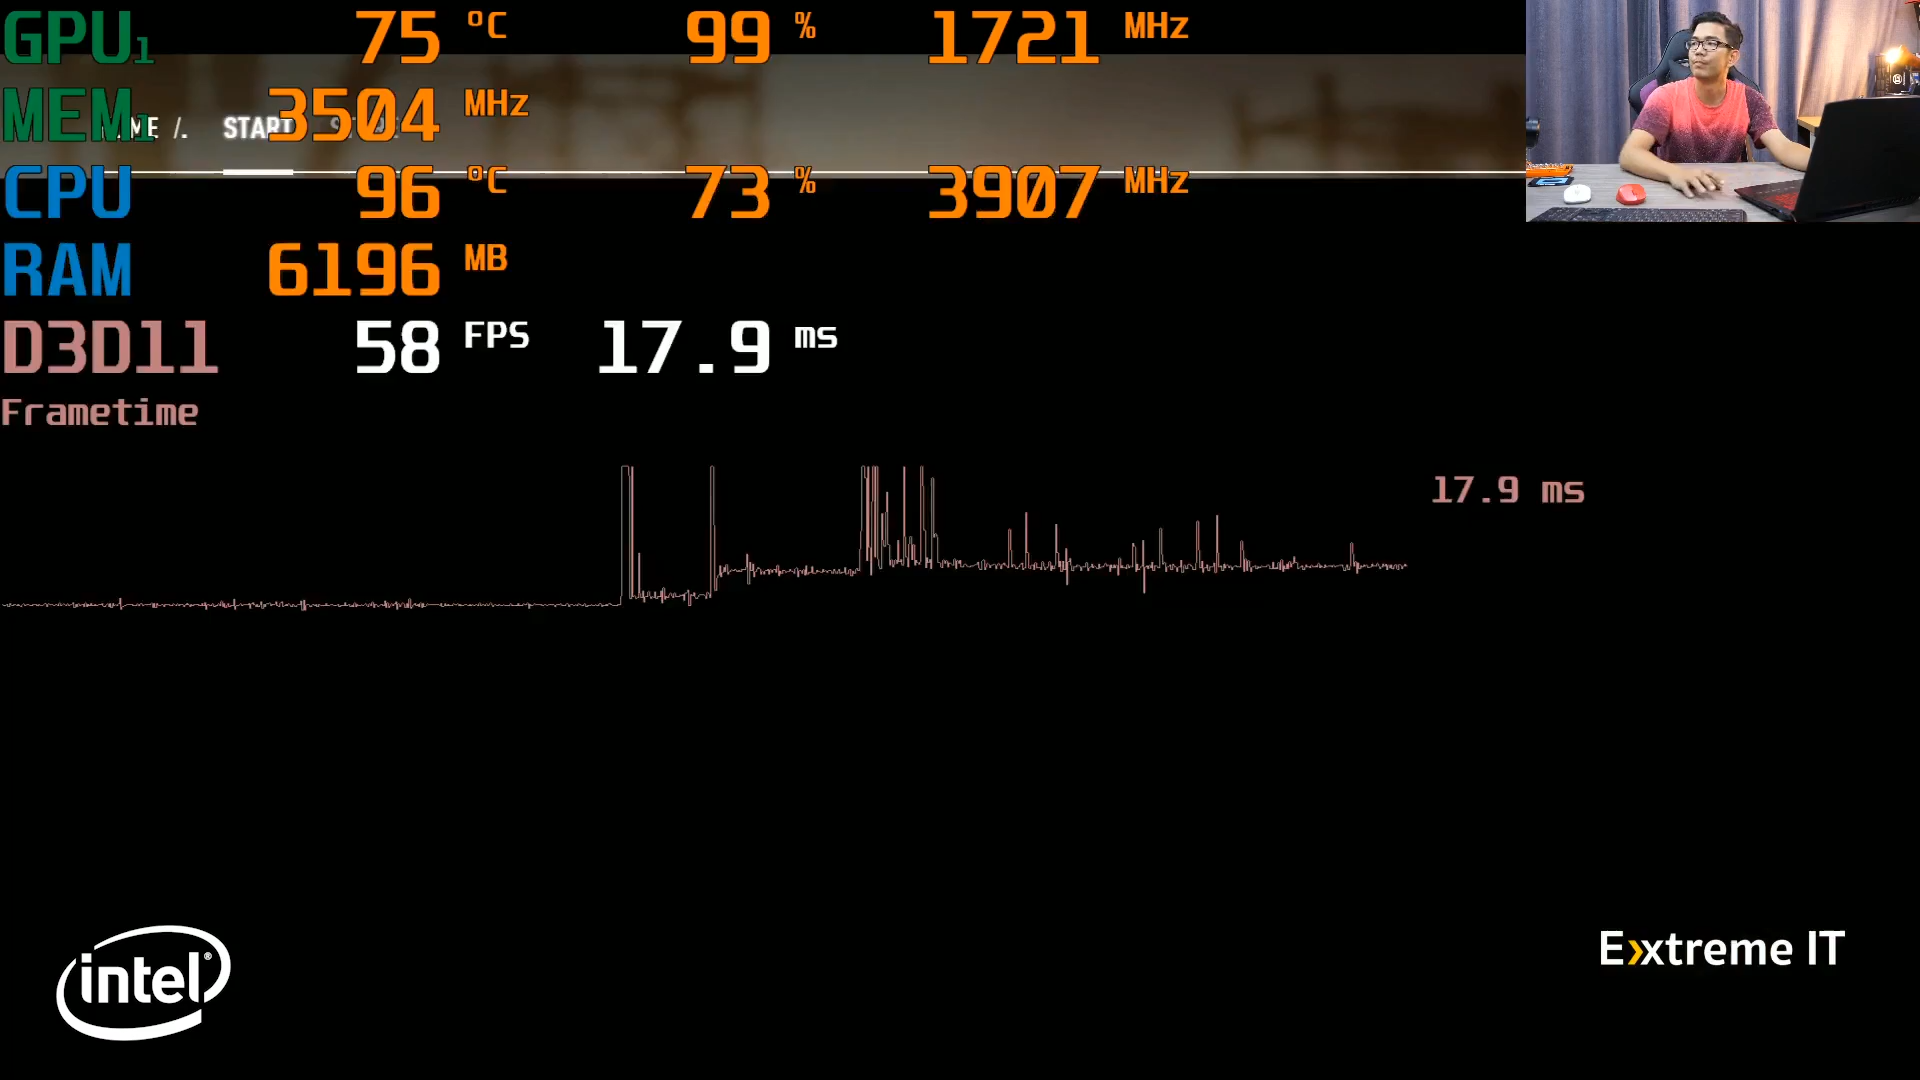 GPU1 75 °C 99 % 1721 MHz
MEM1 3504 MHz
START
CPU 96 °C 73 % 3907 MHz
RAM 6196 MB
D3D11 58 FPS 17.9 ms
Frametime
17.9 ms
intel®
Extreme IT